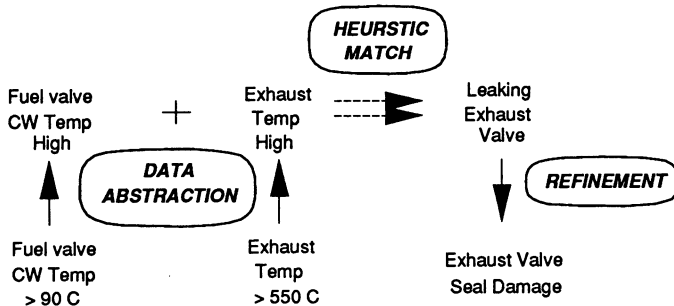 HEURSTIC
MATCH
Fuel valve
CW Temp
High
+
Exhaust
Temp
High
Leaking
Exhaust
Valve
DATA
ABSTRACTION
REFINEMENT
Fuel valve
CW Temp
> 90 C
Exhaust
Temp
> 550 C
Exhaust Valve
Seal Damage